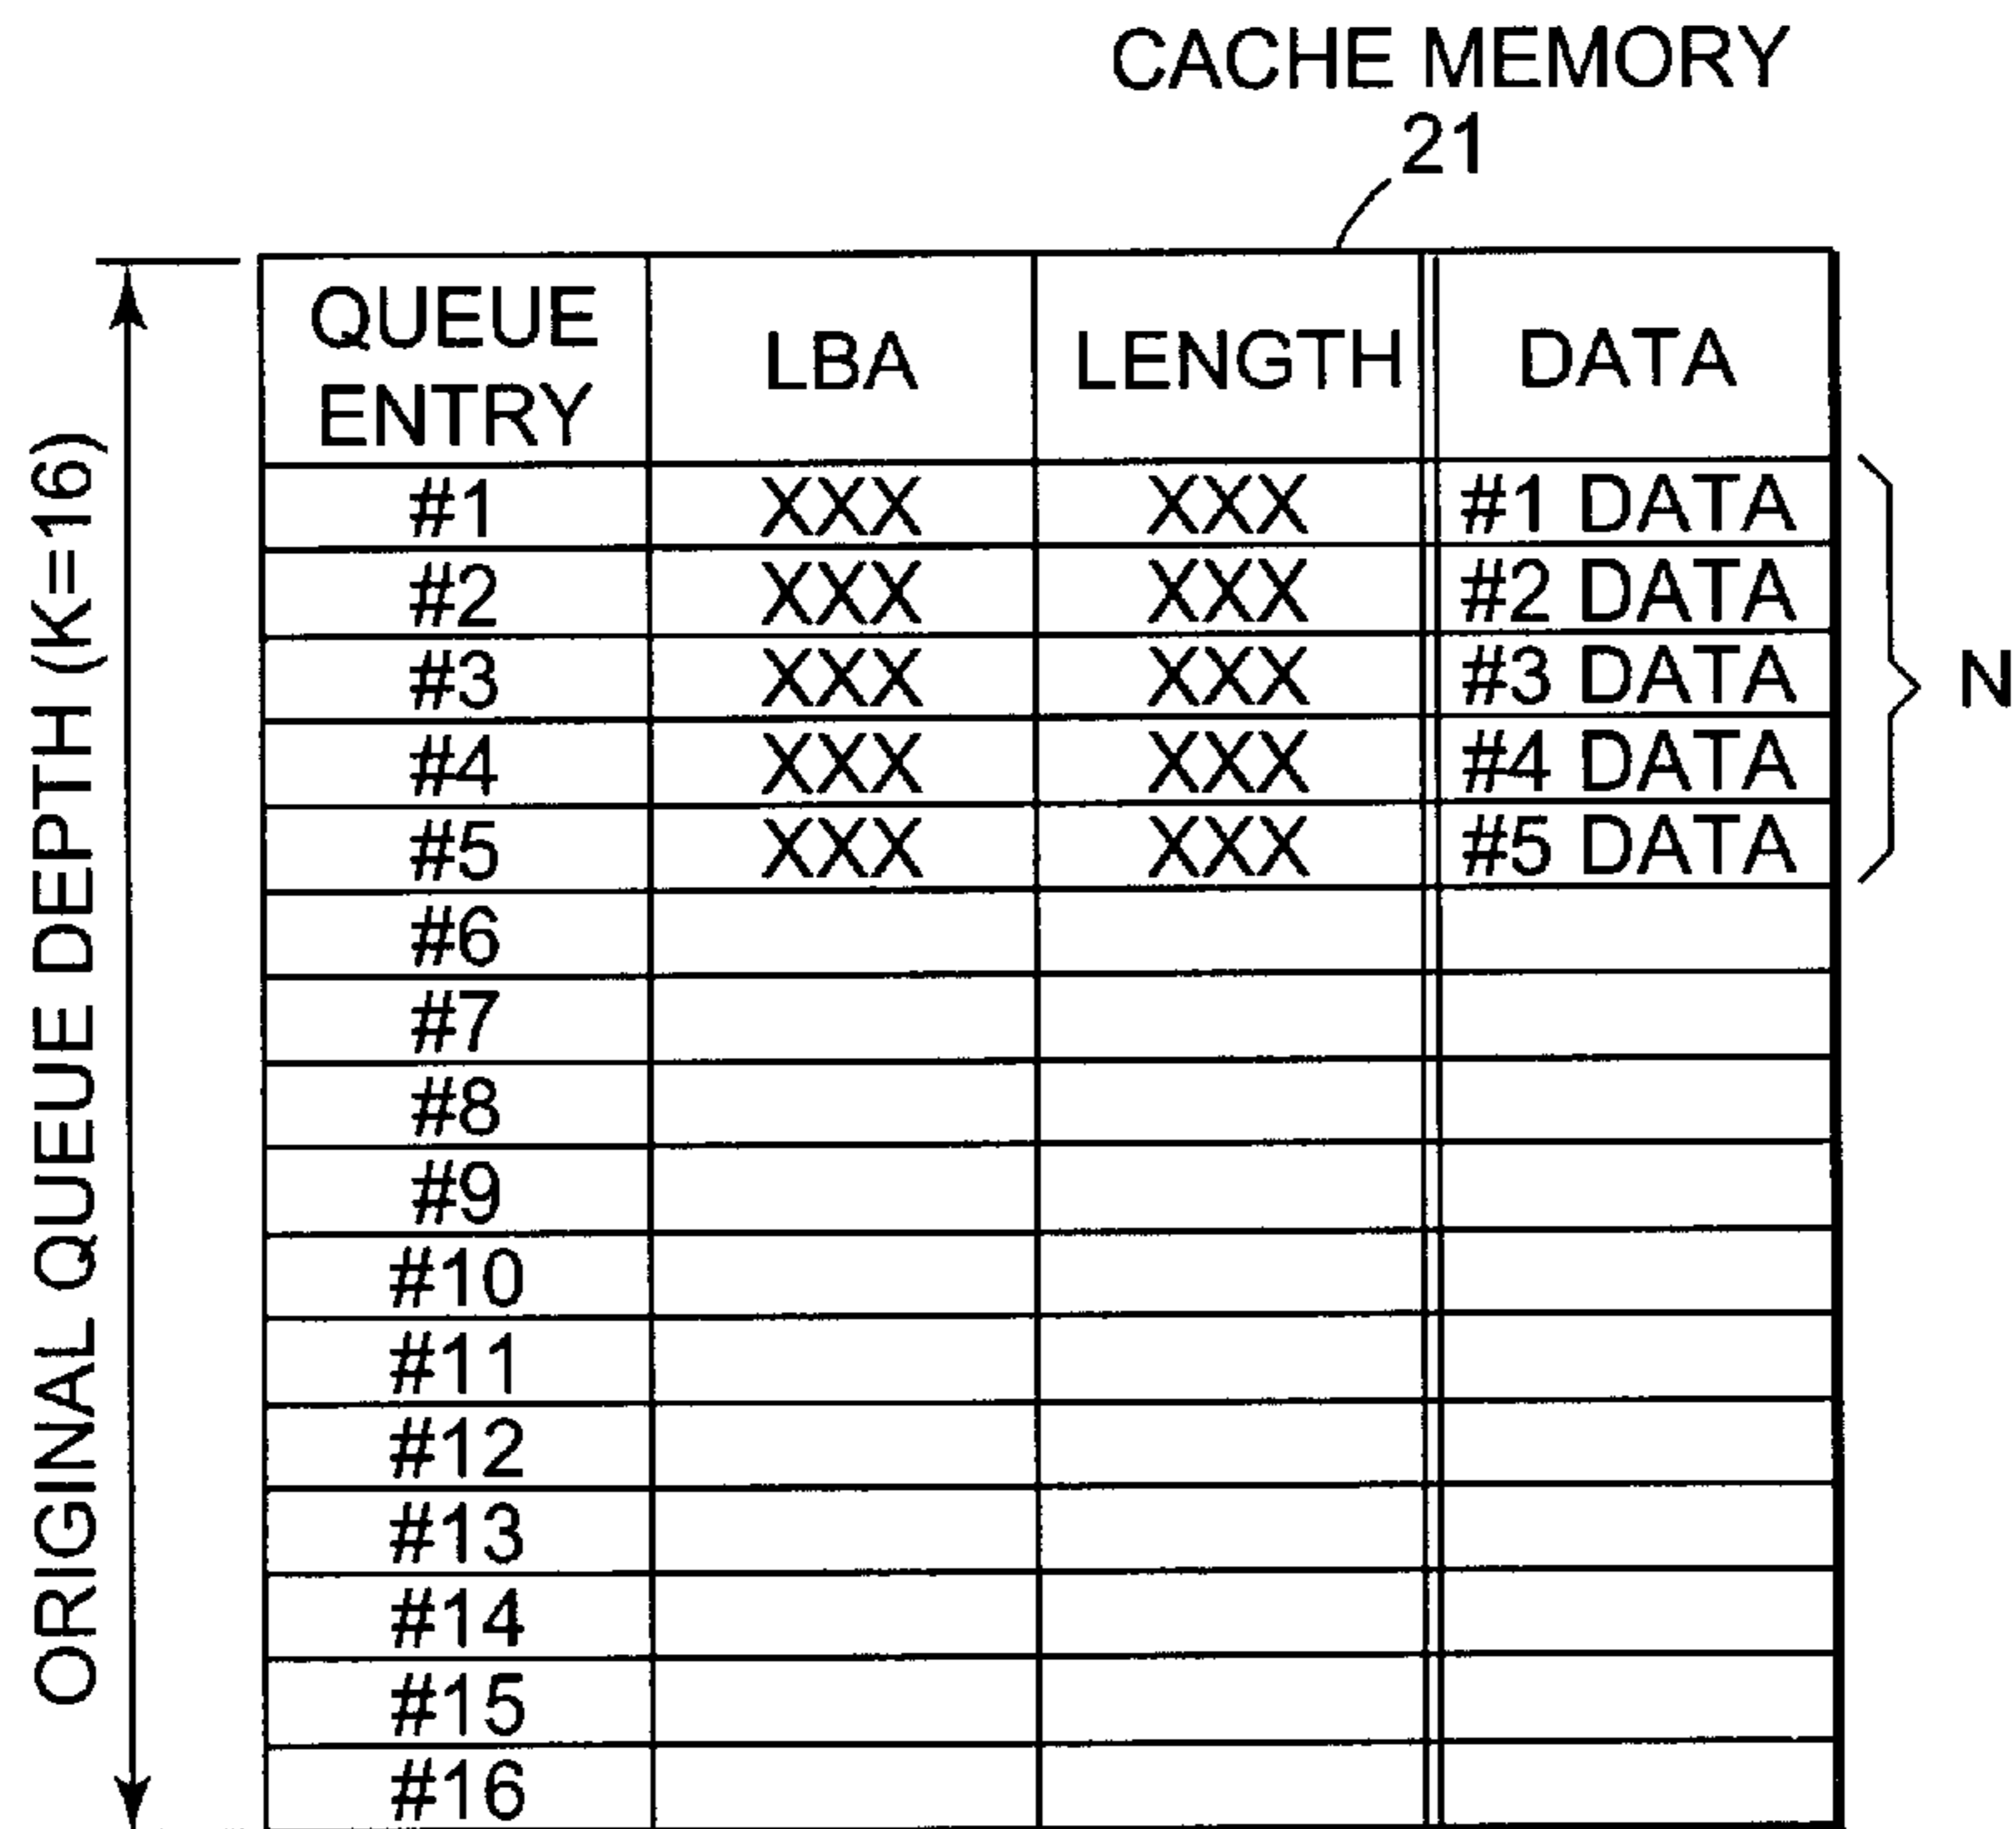 CACHE MEMORY
21
ORIGINAL QUEUE DEPTH (K=16)
QUEUE ENTRY LBA LENGTH DATA
#1 XXX XXX #1 DATA
#2 XXX XXX #2 DATA
#3 XXX XXX #3 DATA
#4 XXX XXX #4 DATA
#5 XXX XXX #5 DATA
N
#6
#7
#8
#9
#10
#11
#12
#13
#14
#15
#16